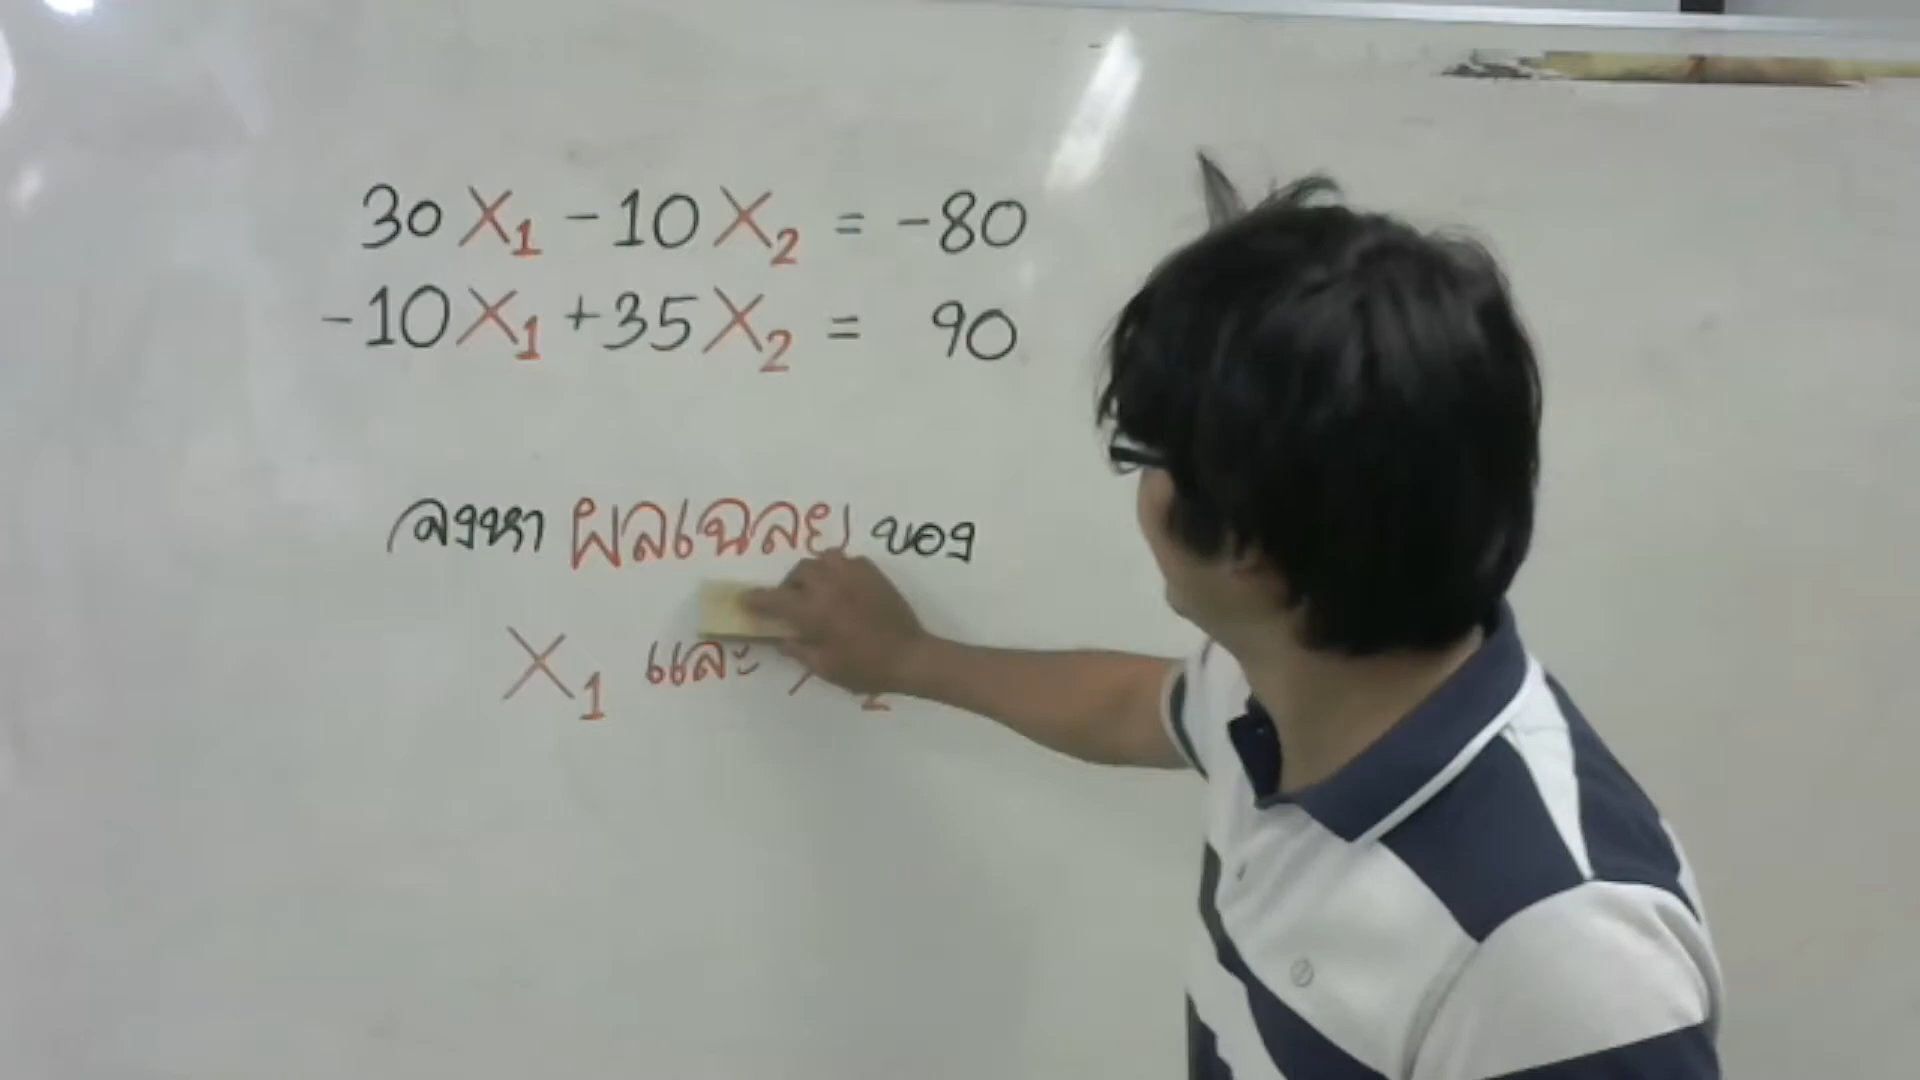 30X₁ -10X₂ = -80
-10X₁ +35X₂ = 90
จงหา ผลเฉลย ของ
X₁ และ X₂